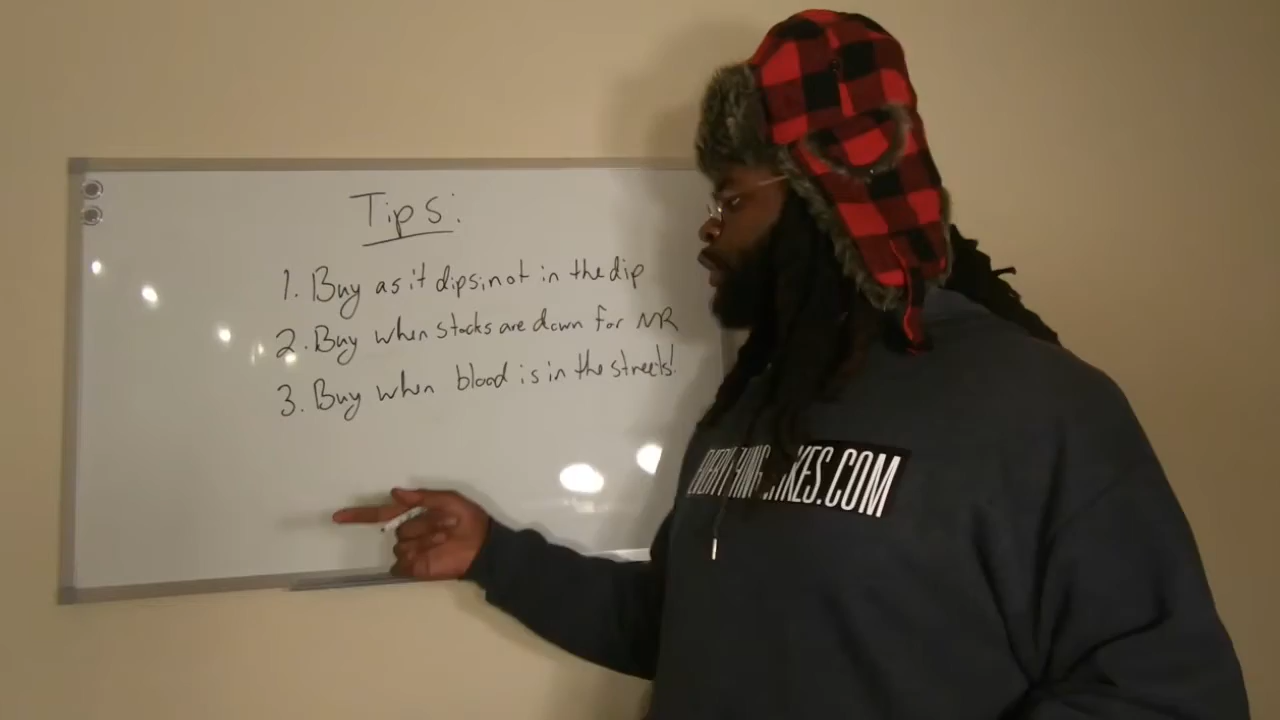 Tips:
1. Buy as it dips, not in the dip
2. Buy when stocks are down for NR
3. Buy when blood is in the streets!
.COM